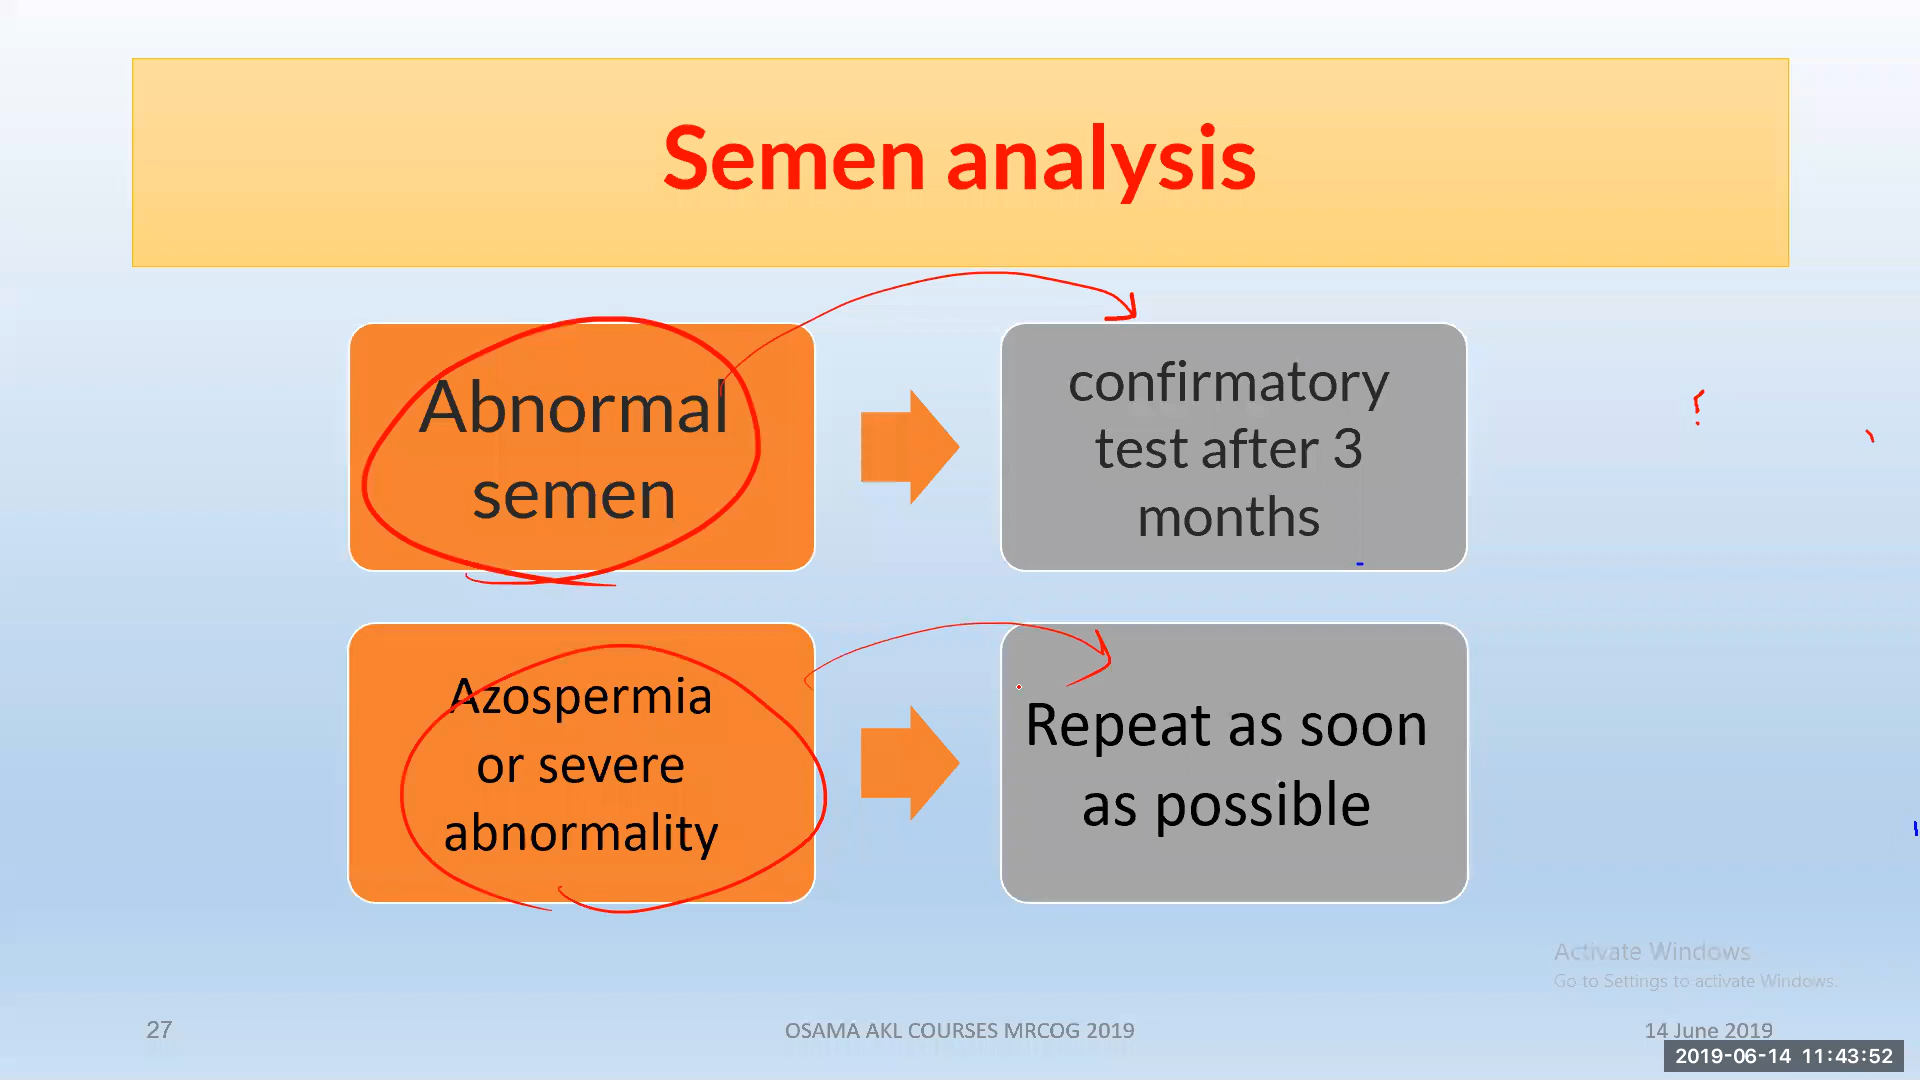 Semen analysis
Abnormal
semen
confirmatory
test after 3
months
Azospermia
or severe
abnormality
Repeat as soon
as possible
Activate Windows
Go to Settings to activate Windows.
27
OSAMA AKL COURSES MRCOG 2019
14 June 2019
2019-06-14 11:43:52